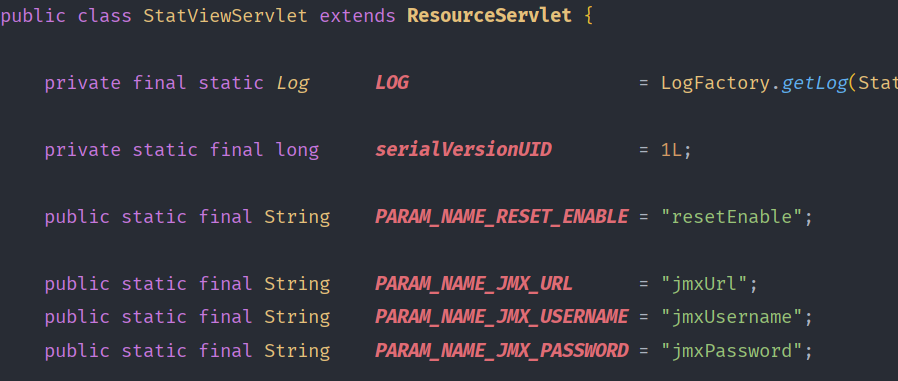 public class StatViewServlet extends ResourceServlet {
private final static Log LOG = LogFactory.getLog(Stat
private static final long serialVersionUID = 1L;
public static final String PARAM_NAME_RESET_ENABLE = "resetEnable";
public static final String PARAM_NAME_JMX_URL = "jmxUrl";
public static final String PARAM_NAME_JMX_USERNAME = "jmxUsername";
public static final String PARAM_NAME_JMX_PASSWORD = "jmxPassword";